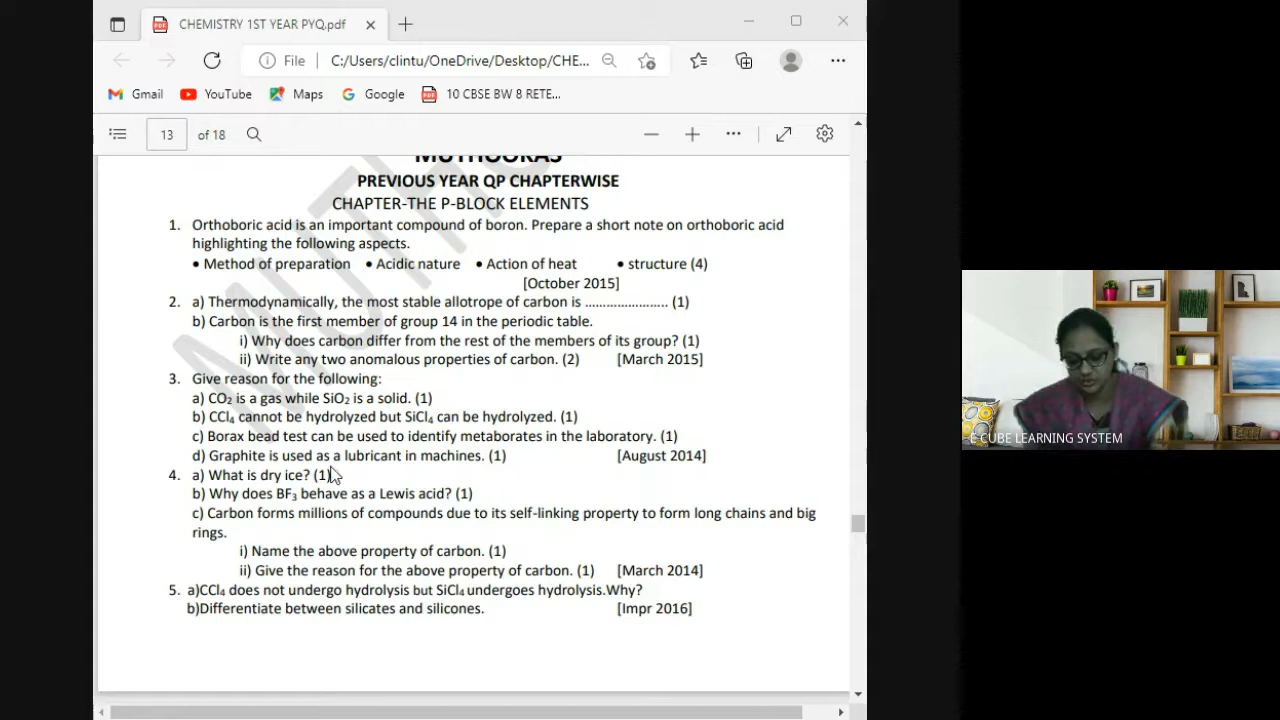 CHEMISTRY 1ST YEAR PYQ.pdf
File C:/Users/clintu/OneDrive/Desktop/CHE...
Gmail YouTube Maps Google 10 CBSE BW 8 RETE...
13 of 18
PREVIOUS YEAR QP CHAPTERWISE
CHAPTER-THE P-BLOCK ELEMENTS
1. Orthoboric acid is an important compound of boron. Prepare a short note on orthoboric acid
highlighting the following aspects.
• Method of preparation • Acidic nature • Action of heat • structure (4)
[October 2015]
2. a) Thermodynamically, the most stable allotrope of carbon is ...................... (1)
b) Carbon is the first member of group 14 in the periodic table.
i) Why does carbon differ from the rest of the members of its group? (1)
ii) Write any two anomalous properties of carbon. (2) [March 2015]
3. Give reason for the following:
a) CO₂ is a gas while SiO₂ is a solid. (1)
b) CCl₄ cannot be hydrolyzed but SiCl₄ can be hydrolyzed. (1)
c) Borax bead test can be used to identify metaborates in the laboratory. (1)
d) Graphite is used as a lubricant in machines. (1) [August 2014]
4. a) What is dry ice? (1)
b) Why does BF₃ behave as a Lewis acid? (1)
c) Carbon forms millions of compounds due to its self-linking property to form long chains and big
rings.
i) Name the above property of carbon. (1)
ii) Give the reason for the above property of carbon. (1) [March 2014]
5. a)CCl₄ does not undergo hydrolysis but SiCl₄ undergoes hydrolysis.Why?
b)Differentiate between silicates and silicones. [Impr 2016]
E CUBE LEARNING SYSTEM